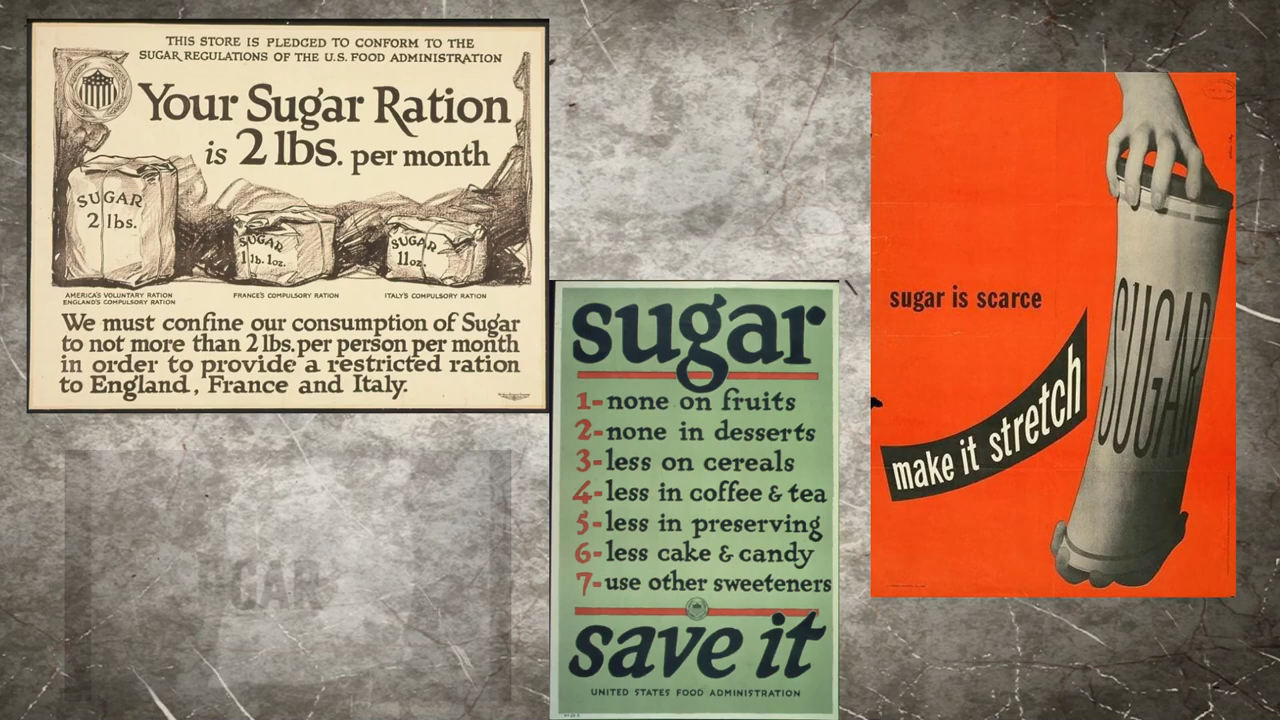 THIS STORE IS PLEDGED TO CONFORM TO THE
SUGAR REGULATIONS OF THE U.S. FOOD ADMINISTRATION
Your Sugar Ration
is 2 lbs. per month
SUGAR
2 lbs.
SUGAR
1 lb. 1oz.
SUGAR
11oz.
AMERICA'S VOLUNTARY RATION
ENGLAND'S COMPULSORY RATION
FRANCE'S COMPULSORY RATION
ITALY'S COMPULSORY RATION
We must confine our consumption of Sugar
to not more than 2 lbs. per person per month
in order to provide a restricted ration
to England, France and Italy.
sugar
1-none on fruits
2-none in desserts
3-less on cereals
4-less in coffee & tea
5-less in preserving
6-less cake & candy
7-use other sweeteners
save it
UNITED STATES FOOD ADMINISTRATION
sugar is scarce
make it stretch
SUGAR